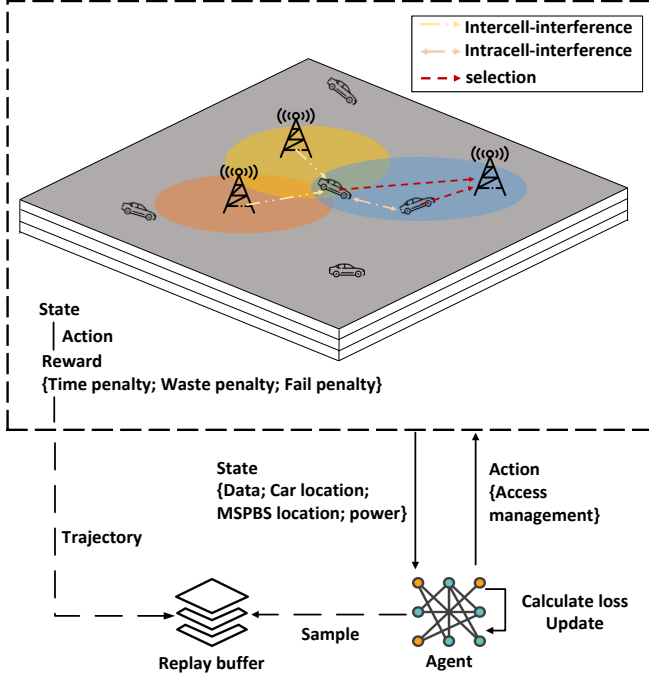 Intercell-interference
Intracell-interference
selection
State
Action
Reward
{Time penalty; Waste penalty; Fail penalty}
State
{Data; Car location;
MSPBS location; power}
Action
{Access
management}
Trajectory
Sample
Calculate loss
Update
Replay buffer
Agent